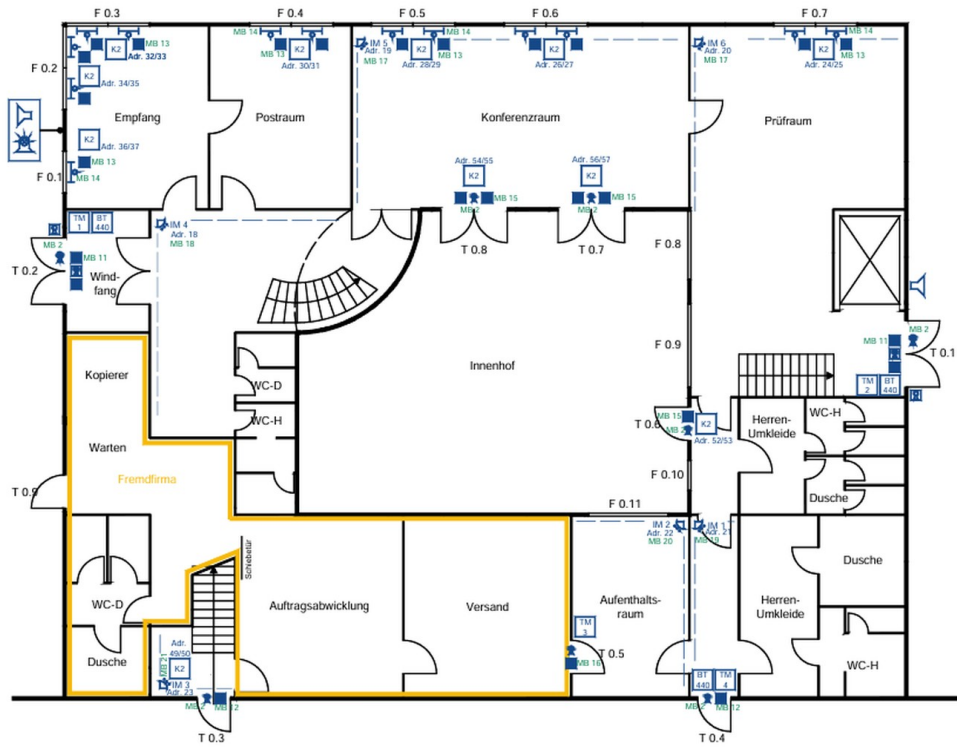 F 0.3
F 0.4
F 0.5
F 0.6
F 0.7
K2
MB 13
Adr. 32/33
MB 14
MB 13
K2
Adr. 30/31
IM 5
Adr. 19
MB 17
K2
Adr. 28/29
MB 14
MB 13
K2
Adr. 26/27
IM 6
Adr. 20
MB 17
K2
Adr. 24/25
MB 14
MB 13
F 0.2
K2
Adr. 34/35
Empfang
Postraum
Konferenzraum
Prüfraum
K2
Adr. 36/37
MB 13
F 0.1
MB 14
Adr. 54/55
K2
MB 15
MB 2
Adr. 56/57
K2
MB 15
MB 2
TM
1
BT
440
IM 4
Adr. 18
MB 18
MB 2
MB 11
T 0.2
Wind-
fang
T 0.8
T 0.7
F 0.8
MB 2
MB 11
T 0.1
F 0.9
TM
2
BT
440
Innenhof
Kopierer
WC-D
WC-H
MB 15
T 0.6
MB 2
K2
Adr. 52/53
Herren-
Umkleide
WC-H
Warten
Fremdfirma
T 0.9
F 0.10
Dusche
F 0.11
IM 2
Adr. 22
MB 20
IM 1
Adr. 21
MB 19
Schiebetür
Dusche
WC-D
Auftragsabwicklung
Versand
Aufenthalts-
raum
Herren-
Umkleide
TM
3
T 0.5
MB 16
Dusche
Adr.
49/50
K2
MB 21
IM 3
Adr. 23
MB 2
MB 12
T 0.3
BT
440
TM
4
MB 2
MB 12
T 0.4
WC-H